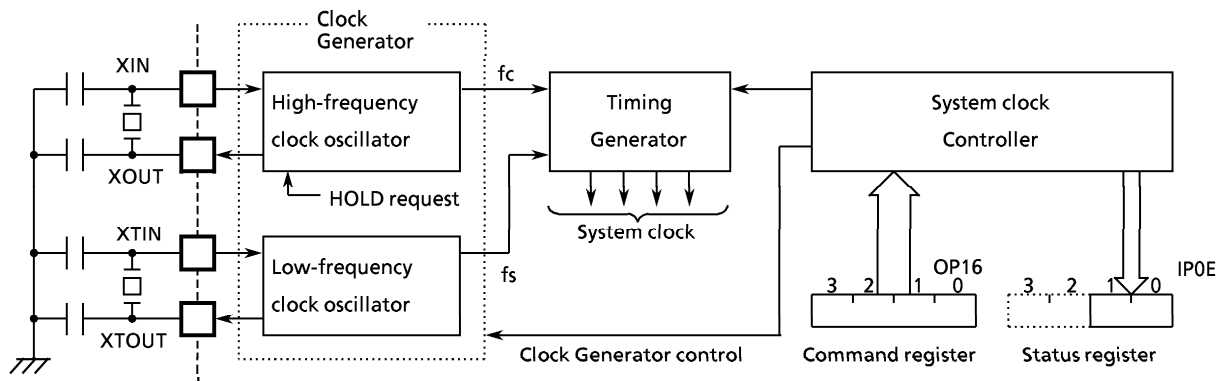 Clock
Generator
XIN
High-frequency
clock oscillator
XOUT
HOLD request
fc
Timing
Generator
System clock
System clock
Controller
XTIN
Low-frequency
clock oscillator
XTOUT
fs
Clock Generator control
OP16
3 2 1 0
Command register
IP0E
3 2 1 0
Status register